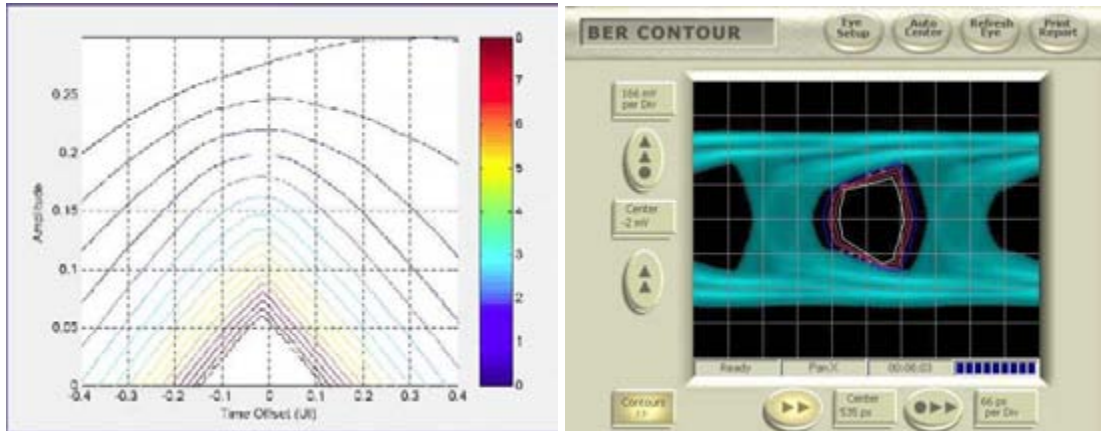 0.25
0.2
0.15
0.1
0.05
0
-0.4
-0.3
-0.2
-0.1
0
0.1
0.2
0.3
0.4
Amplitude
Time Offset (UI)
8
7
6
5
4
3
2
1
0
BER CONTOUR
Eye
Setup
Auto
Center
Refresh
Eye
Print
Report
166 mV
per Div
Center
-2 mV
Ready
Pan X
00:06:03
Contours
Center
535 ps
66 ps
per Div